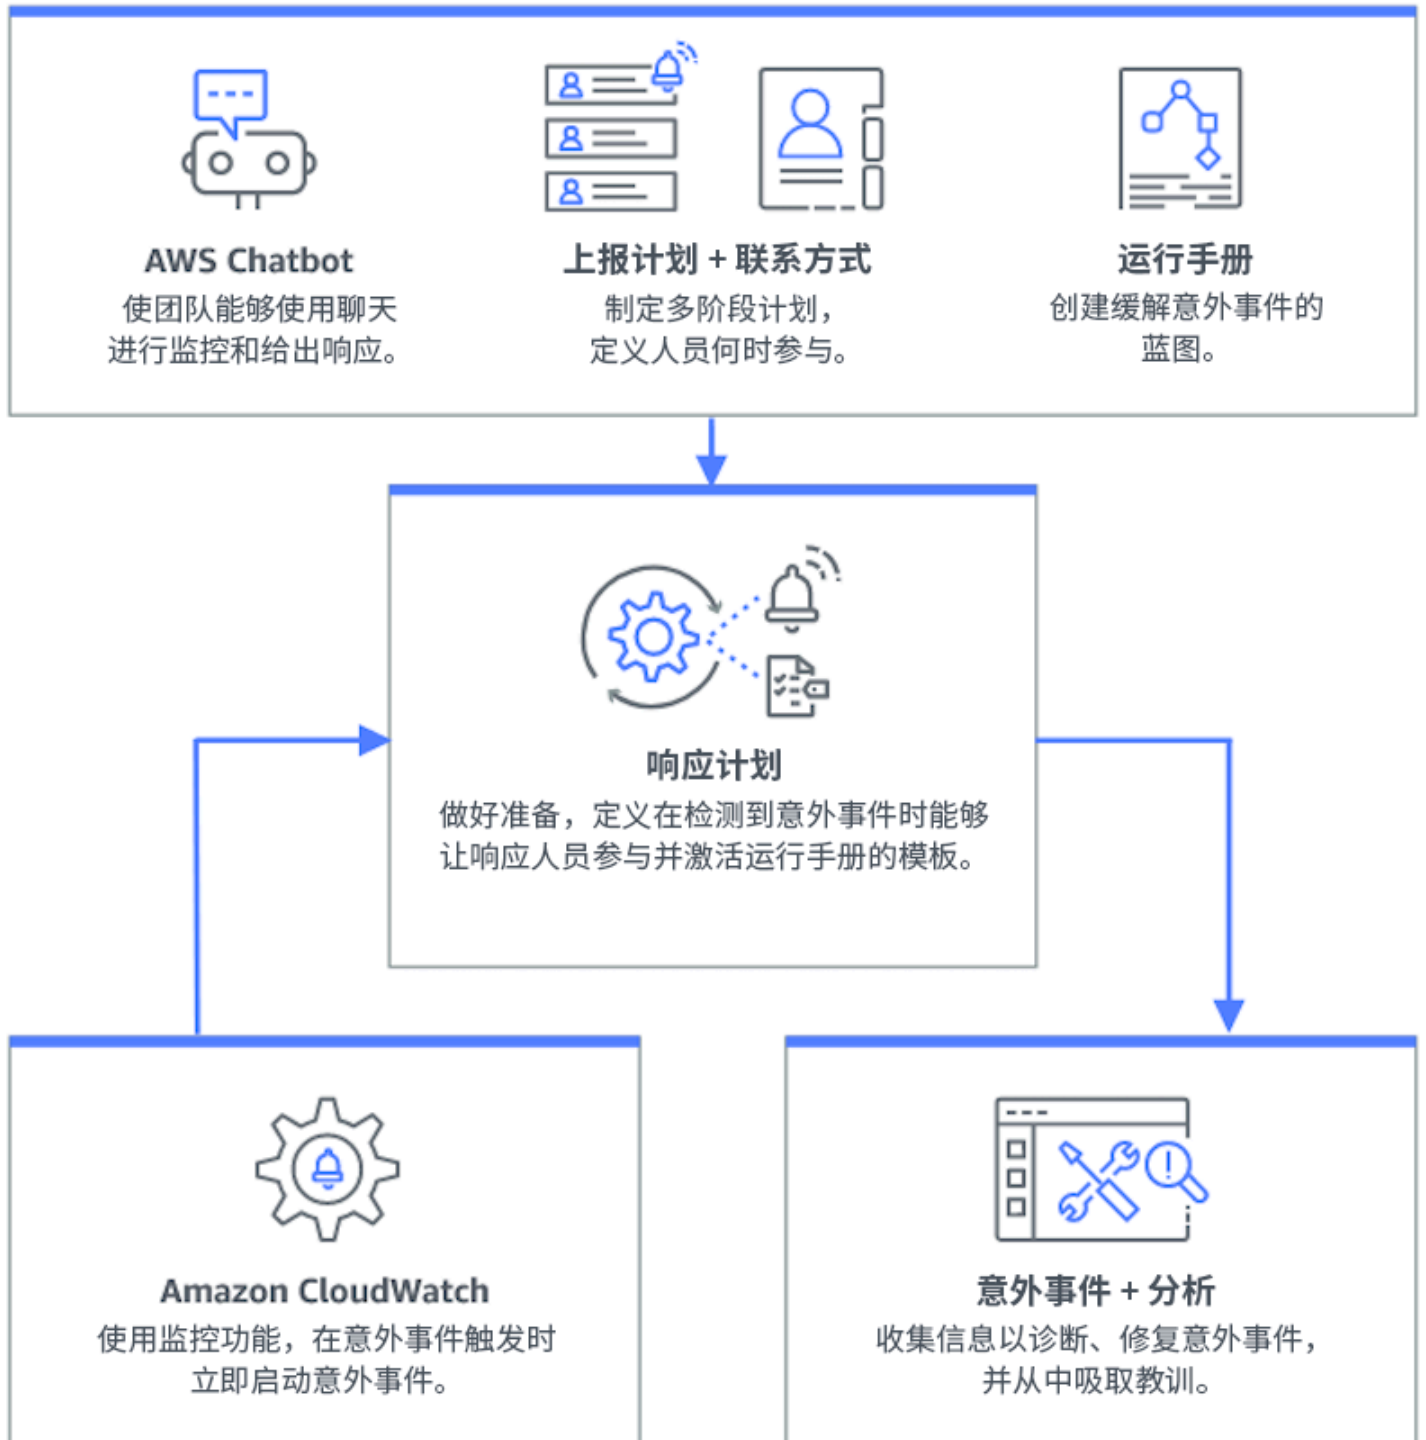 AWS Chatbot
使团队能够使用聊天
进行监控和给出响应。
上报计划 + 联系方式
制定多阶段计划，
定义人员何时参与。
运行手册
创建缓解意外事件的
蓝图。
响应计划
做好准备，定义在检测到意外事件时能够
让响应人员参与并激活运行手册的模板。
Amazon CloudWatch
使用监控功能，在意外事件触发时
立即启动意外事件。
意外事件 + 分析
收集信息以诊断、修复意外事件，
并从中吸取教训。